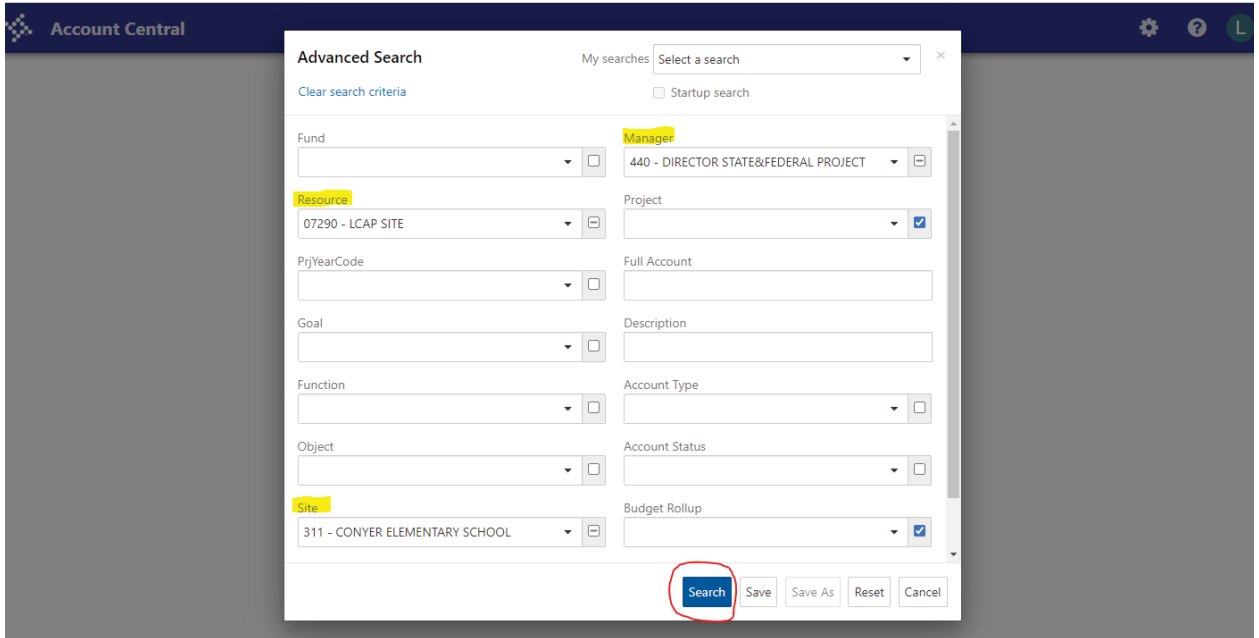 Account Central
L
Advanced Search
My searches Select a search
Clear search criteria
Startup search
Fund
Manager
440 - DIRECTOR STATE&FEDERAL PROJECT
Resource
Project
07290 - LCAP SITE
PrjYearCode
Full Account
Goal
Description
Function
Account Type
Object
Account Status
Site
Budget Rollup
311 - CONYER ELEMENTARY SCHOOL
Search Save Save As Reset Cancel